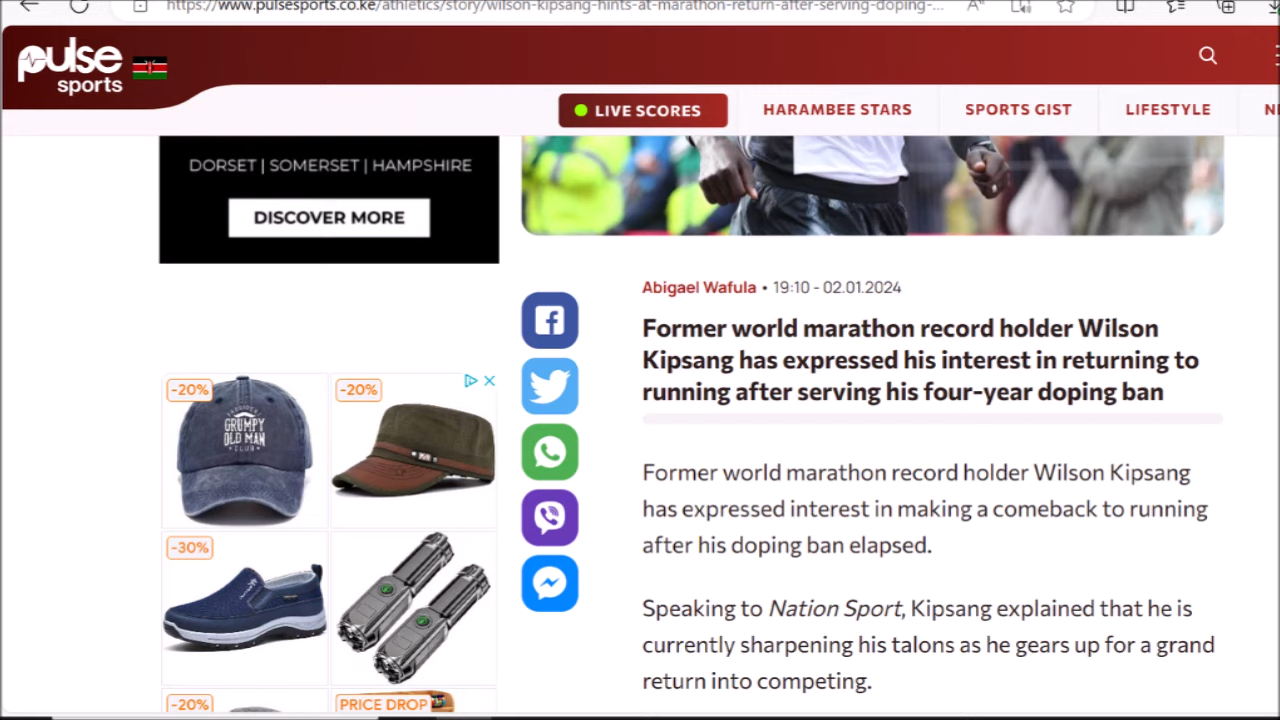 https://www.pulsesports.co.ke/athletics/story/wilson-kipsang-hints-at-marathon-return-after-serving-doping-...
pulse
sports
LIVE SCORES
HARAMBEE STARS
SPORTS GIST
LIFESTYLE
DORSET | SOMERSET | HAMPSHIRE
DISCOVER MORE
Abigael Wafula • 19:10 - 02.01.2024
Former world marathon record holder Wilson
Kipsang has expressed his interest in returning to
running after serving his four-year doping ban
Former world marathon record holder Wilson Kipsang
has expressed interest in making a comeback to running
after his doping ban elapsed.
Speaking to Nation Sport, Kipsang explained that he is
currently sharpening his talons as he gears up for a grand
return into competing.
-20%
GRUMPY
OLD MAN
CLUB
-20%
-30%
-20%
PRICE DROP